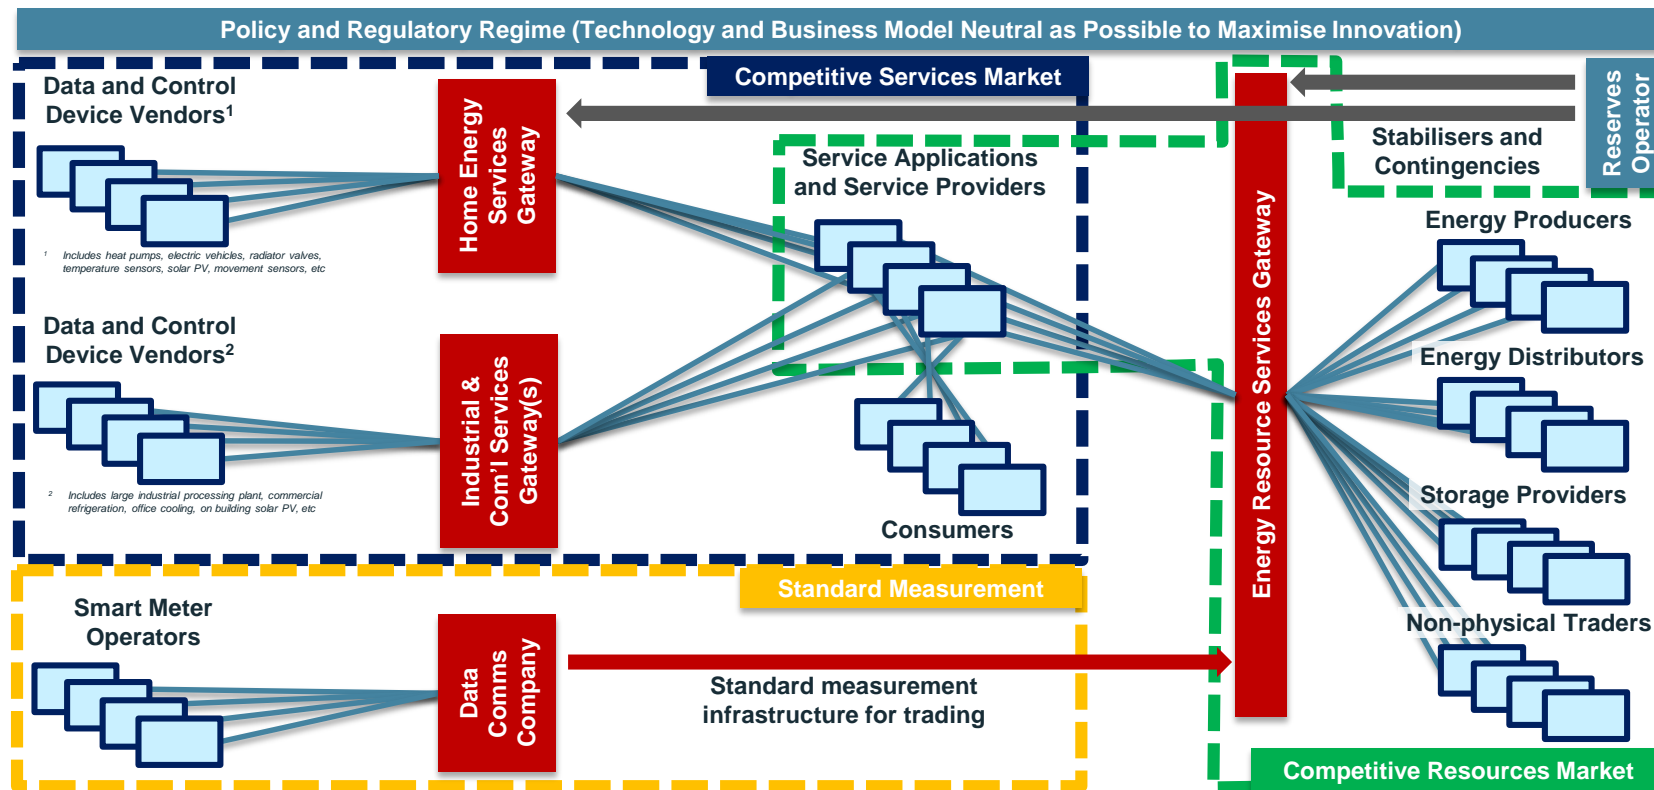 Policy and Regulatory Regime (Technology and Business Model Neutral as Possible to Maximise Innovation)
Competitive Services Market
Data and Control
Device Vendors¹
¹ Includes heat pumps, electric vehicles, radiator valves,
temperature sensors, solar PV, movement sensors, etc
Home Energy
Services
Gateway
Service Applications
and Service Providers
Data and Control
Device Vendors²
² Includes large industrial processing plant, commercial
refrigeration, office cooling, on building solar PV, etc
Industrial &
Com'l Services
Gateway(s)
Consumers
Standard Measurement
Smart Meter
Operators
Data
Comms
Company
Standard measurement
infrastructure for trading
Energy Resource Services Gateway
Stabilisers and
Contingencies
Reserves
Operator
Energy Producers
Energy Distributors
Storage Providers
Non-physical Traders
Competitive Resources Market